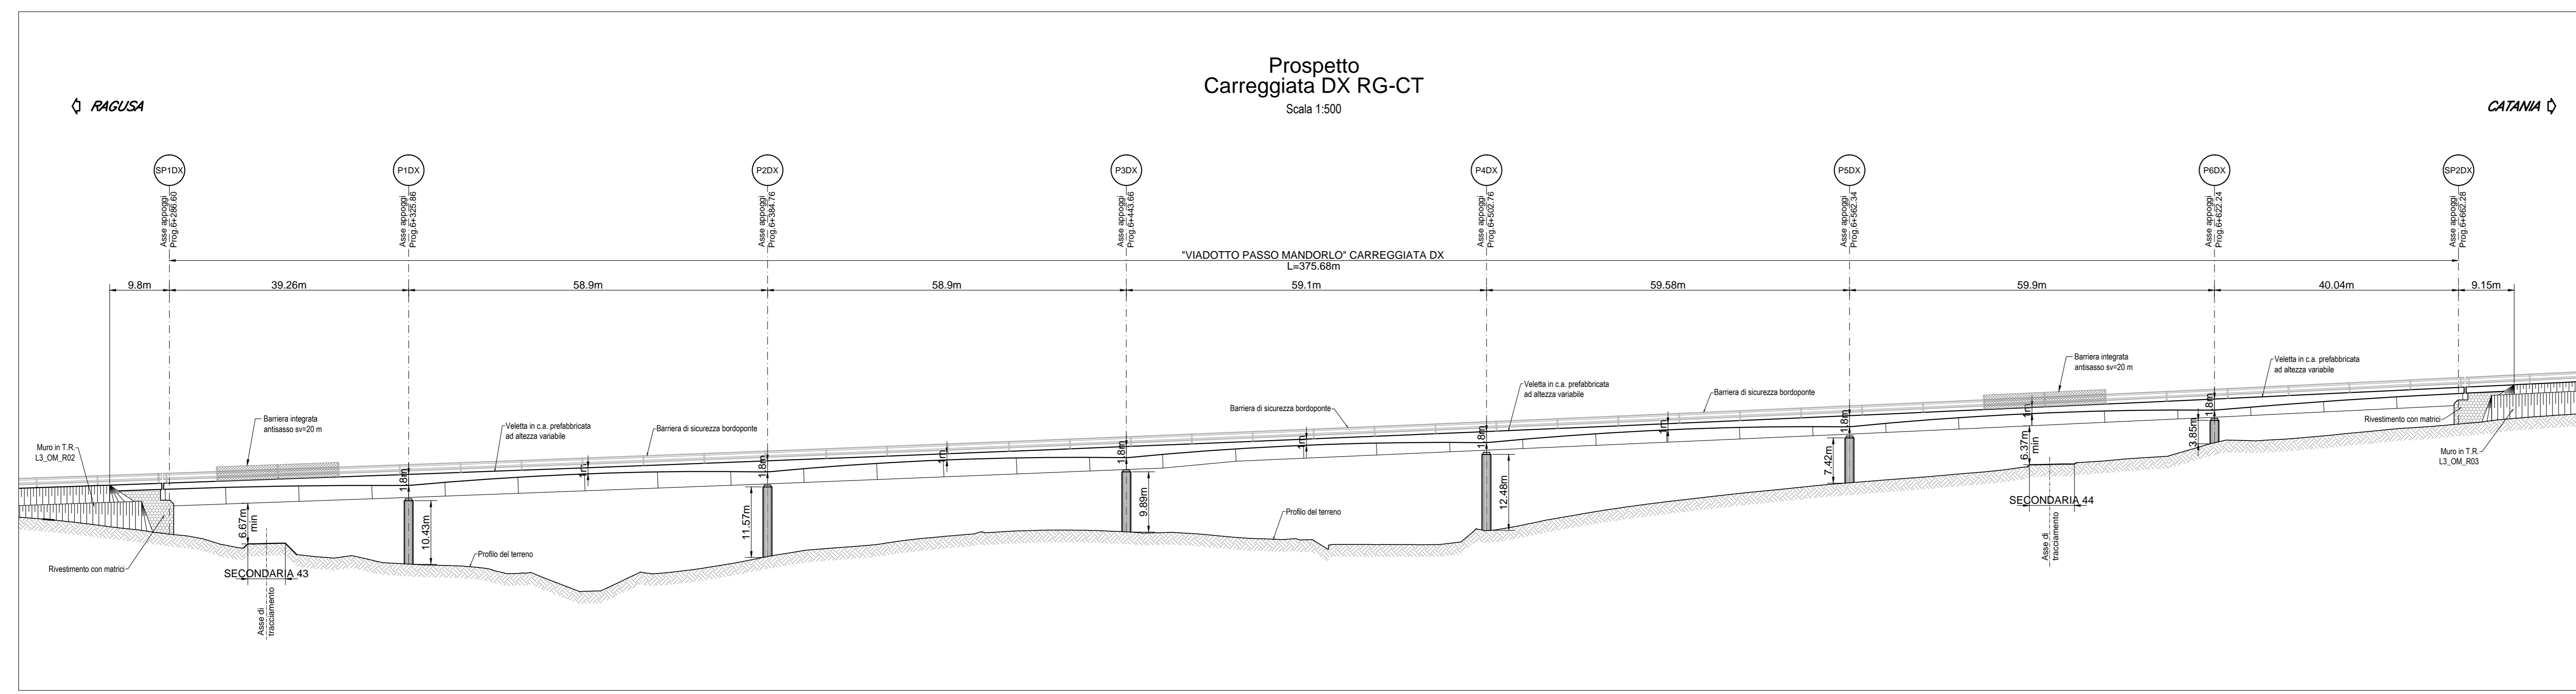 Prospetto
Carreggiata DX RG-CT
Scala 1:500
RAGUSA
CATANIA
SP1DX
P1DX
P2DX
P3DX
P4DX
P5DX
P6DX
SP2DX
Asse appoggi
Prog.6+286.60
Asse appoggi
Prog.6+325.86
Asse appoggi
Prog.6+384.76
Asse appoggi
Prog.6+443.66
Asse appoggi
Prog.6+502.76
Asse appoggi
Prog.6+562.34
Asse appoggi
Prog.6+622.24
Asse appoggi
Prog.6+662.28
"VIADOTTO PASSO MANDORLO" CARREGGIATA DX
L=375.68m
9.8m
39.26m
58.9m
58.9m
59.1m
59.58m
59.9m
40.04m
9.15m
Muro in T.R.
L3_OM_R02
Barriera integrata
antisasso sv=20 m
Veletta in c.a. prefabbricata
ad altezza variabile
Barriera di sicurezza bordoponte
Barriera di sicurezza bordoponte
Veletta in c.a. prefabbricata
ad altezza variabile
Barriera di sicurezza bordoponte
Barriera integrata
antisasso sv=20 m
Veletta in c.a. prefabbricata
ad altezza variabile
Rivestimento con matrici
Muro in T.R.
L3_OM_R03
1.8m
1m
1.8m
1m
1.8m
1m
1.8m
1m
1.8m
1m
1.8m
6.67m
min
10.43m
11.57m
9.89m
12.48m
7.42m
6.37m
min
3.85m
Rivestimento con matrici
SECONDARIA 43
Asse di
tracciamento
Profilo del terreno
Profilo del terreno
SECONDARIA 44
Asse di
tracciamento